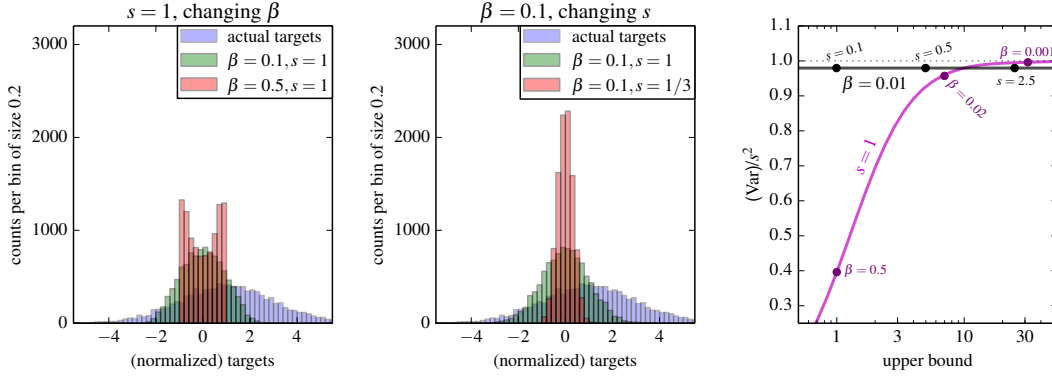 s = 1, changing β
counts per bin of size 0.2
3000
2000
1000
0
actual targets
β = 0.1, s = 1
β = 0.5, s = 1
−4 −2 0 2 4
(normalized) targets
β = 0.1, changing s
counts per bin of size 0.2
3000
2000
1000
0
actual targets
β = 0.1, s = 1
β = 0.1, s = 1/3
−4 −2 0 2 4
(normalized) targets
(Var)/s²
1.1
1.0
0.9
0.8
0.7
0.6
0.5
0.4
0.3
s = 0.1
s = 0.5
β = 0.001
β = 0.01
s = 2.5
β = 0.02
s = 1
β = 0.5
1 3 10 30
upper bound